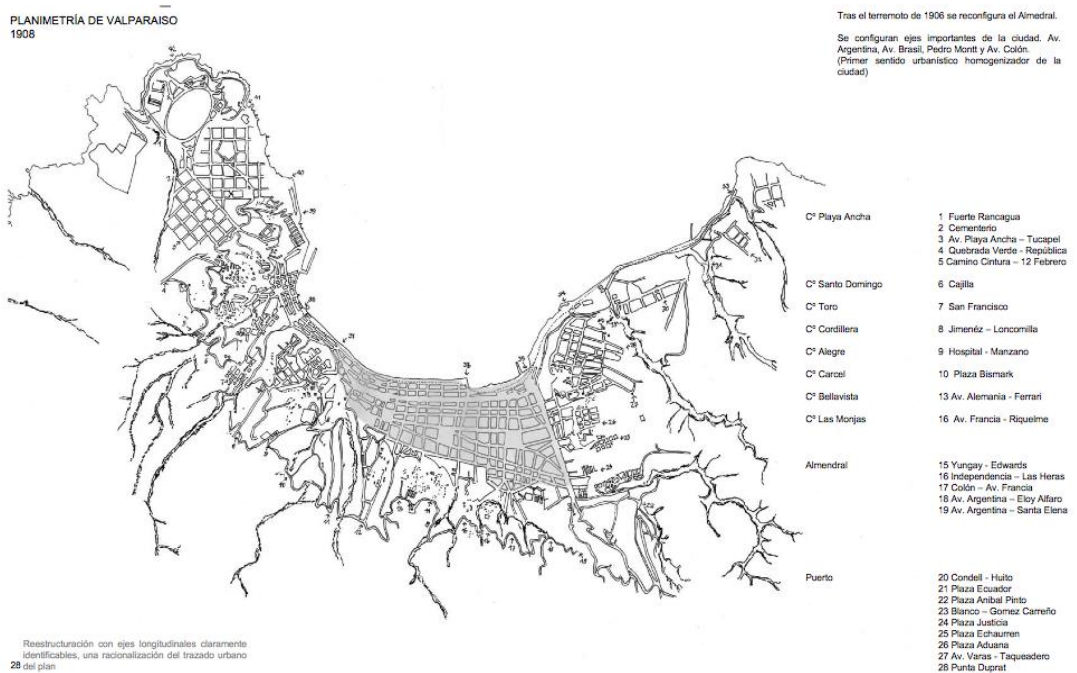 PLANIMETRÍA DE VALPARAISO
1908
Tras el terremoto de 1906 se reconfigura el Almedral.
Se configuran ejes importantes de la ciudad. Av.
Argentina, Av. Brasil, Pedro Montt y Av. Colón.
(Primer sentido urbanístico homogenizador de la
ciudad)
Cº Playa Ancha
1 Fuerte Rancagua
2 Cementerio
3 Av. Playa Ancha – Tucapel
4 Quebrada Verde - República
5 Camino Cintura – 12 Febrero
Cº Santo Domingo
6 Cajilla
Cº Toro
7 San Francisco
Cº Cordillera
8 Jimenéz – Loncomilla
Cº Alegre
9 Hospital - Manzano
Cº Carcel
10 Plaza Bismark
Cº Bellavista
13 Av. Alemania - Ferrari
Cº Las Monjas
16 Av. Francia - Riquelme
Almendral
15 Yungay - Edwards
16 Independencia – Las Heras
17 Colón – Av. Francia
18 Av. Argentina – Eloy Alfaro
19 Av. Argentina – Santa Elena
Puerto
20 Condell - Huito
21 Plaza Ecuador
22 Plaza Anibal Pinto
23 Blanco – Gomez Carreño
24 Plaza Justicia
25 Plaza Echaurren
26 Plaza Aduana
27 Av. Varas - Taqueadero
28 Punta Duprat
Reestructuración con ejes longitudinales claramente
identificables, una racionalización del trazado urbano
28 del plan